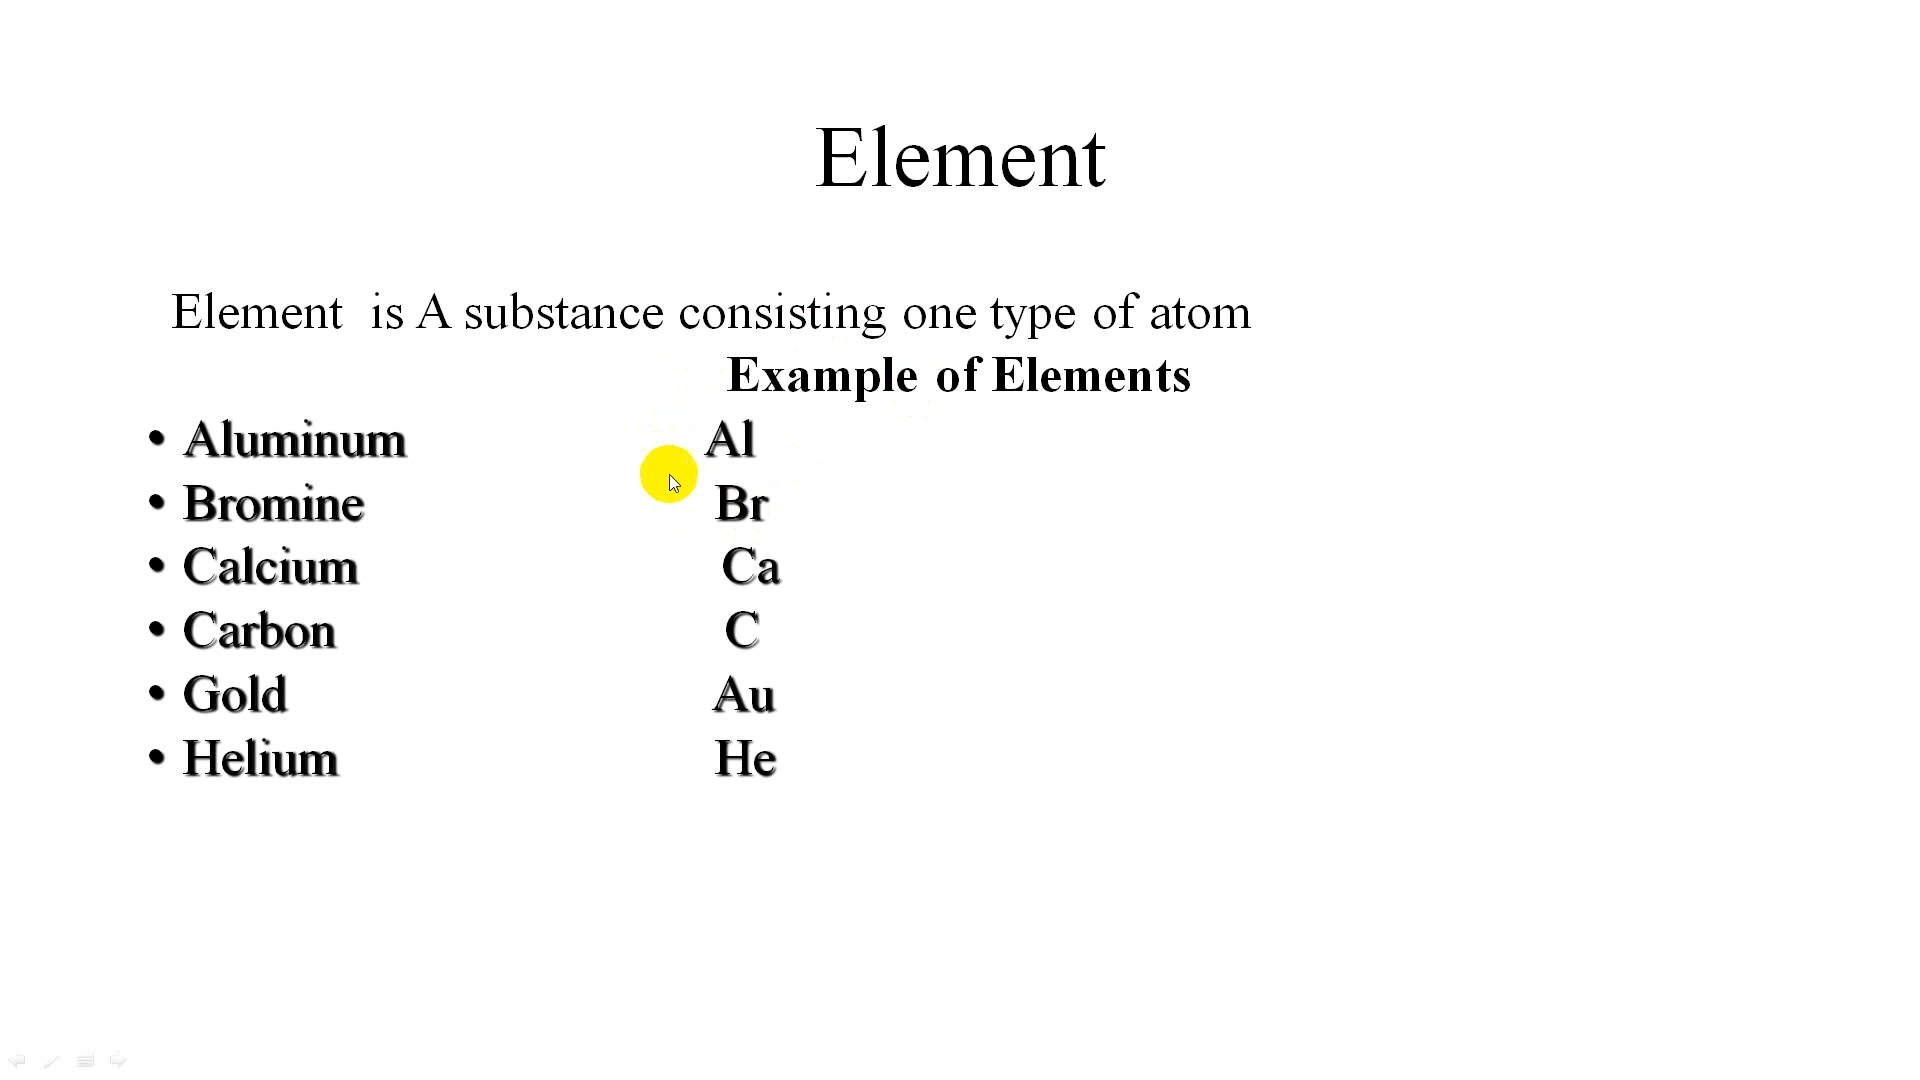 Element
Element is A substance consisting one type of atom
Example of Elements
• Aluminum Al
• Bromine Br
• Calcium Ca
• Carbon C
• Gold Au
• Helium He